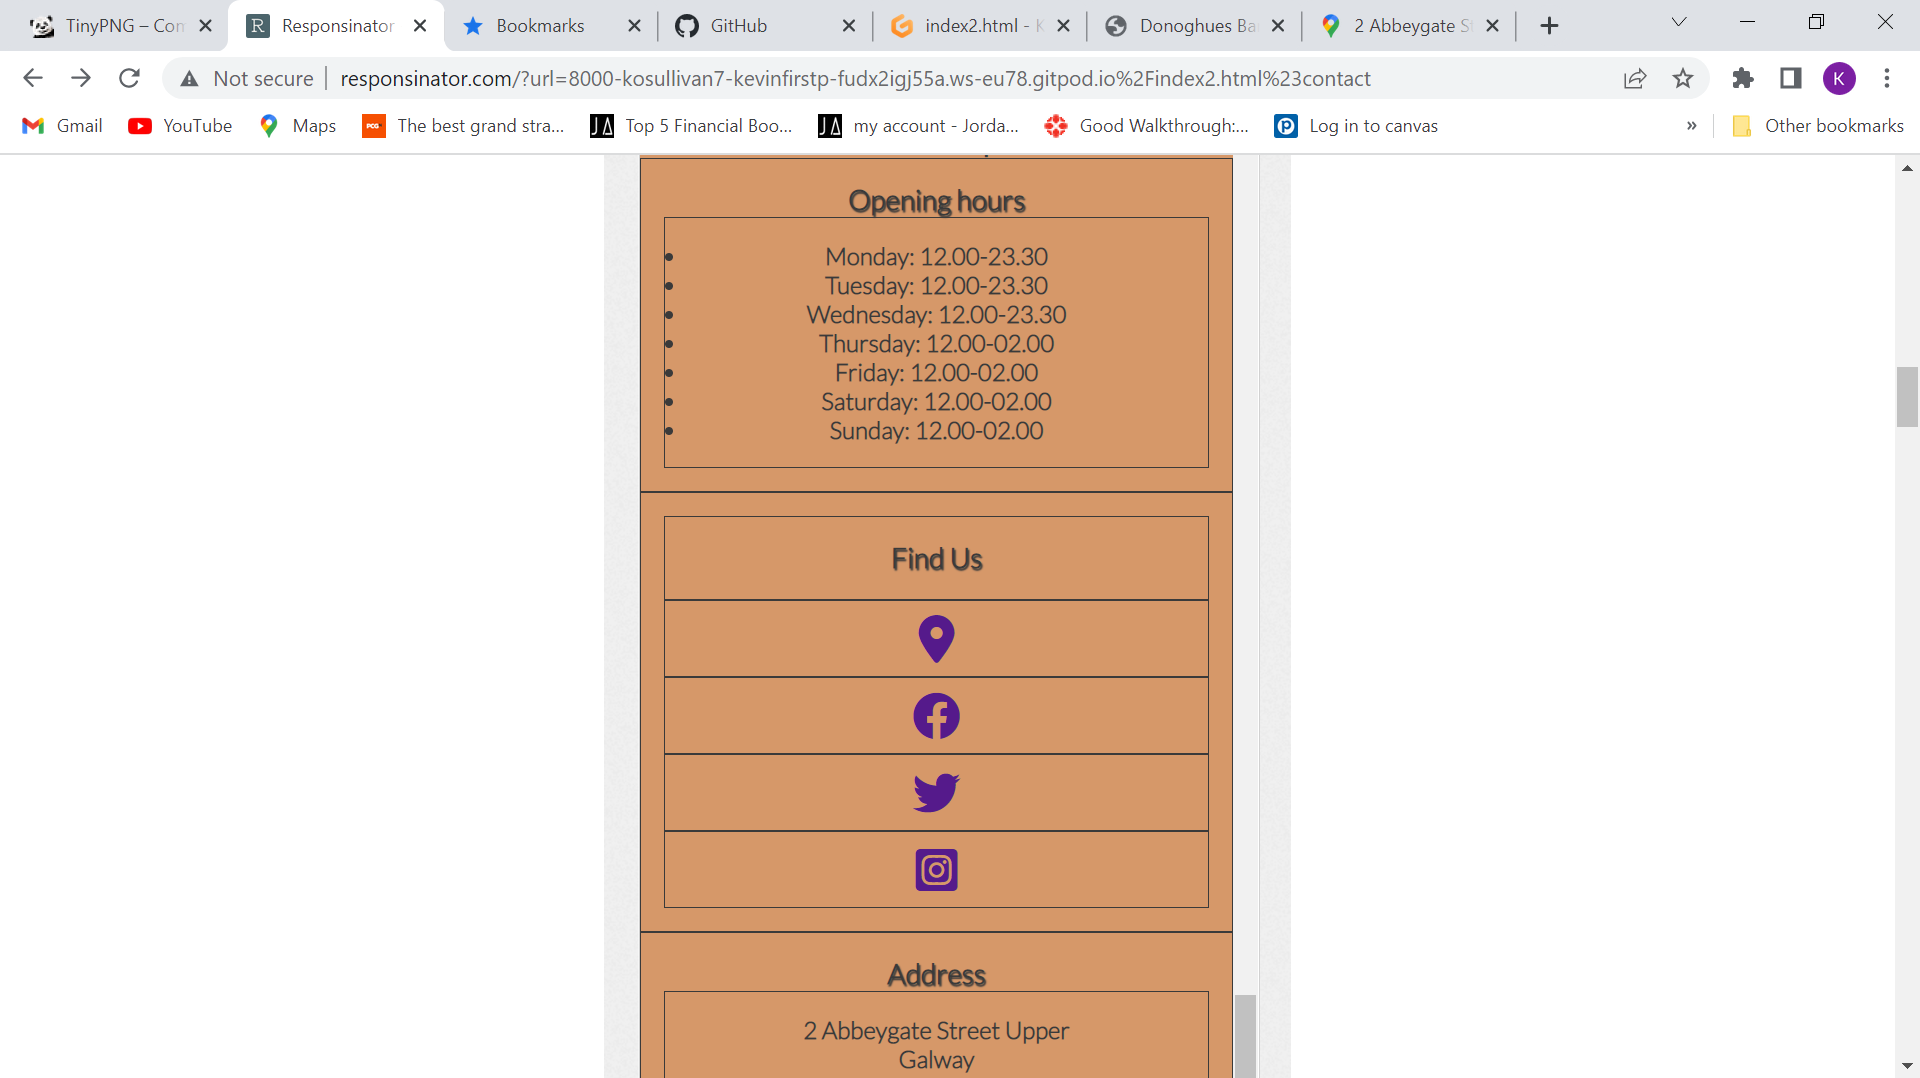 TinyPNG – Com
Responsinator
Bookmarks
GitHub
index2.html - K
Donoghues Ba
2 Abbeygate St
Not secure
responsinator.com/?url=8000-kosullivan7-kevinfirstp-fudx2igj55a.ws-eu78.gitpod.io%2Findex2.html%23contact
K
Gmail
YouTube
Maps
The best grand stra...
Top 5 Financial Boo...
my account - Jorda...
Good Walkthrough:...
Log in to canvas
»
Other bookmarks
Opening hours
Monday: 12.00-23.30
Tuesday: 12.00-23.30
Wednesday: 12.00-23.30
Thursday: 12.00-02.00
Friday: 12.00-02.00
Saturday: 12.00-02.00
Sunday: 12.00-02.00
Find Us
Address
2 Abbeygate Street Upper
Galway